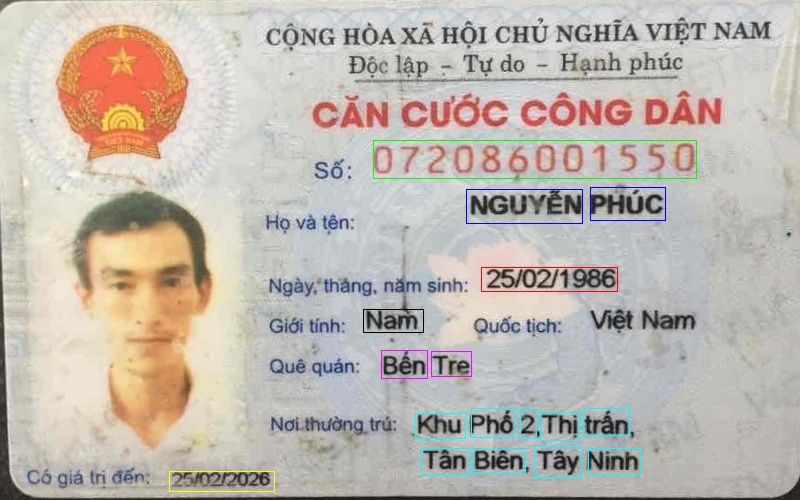 CỘNG HÒA XÃ HỘI CHỦ NGHĨA VIỆT NAM
Độc lập - Tự do - Hạnh phúc
CĂN CƯỚC CÔNG DÂN
Số: 072086001550
Họ và tên: NGUYỄN PHÚC
Ngày, tháng, năm sinh: 25/02/1986
Giới tính: Nam Quốc tịch: Việt Nam
Quê quán: Bến Tre
Nơi thường trú: Khu Phố 2,Thị trấn,
Tân Biên, Tây Ninh
Có giá trị đến: 25/02/2026